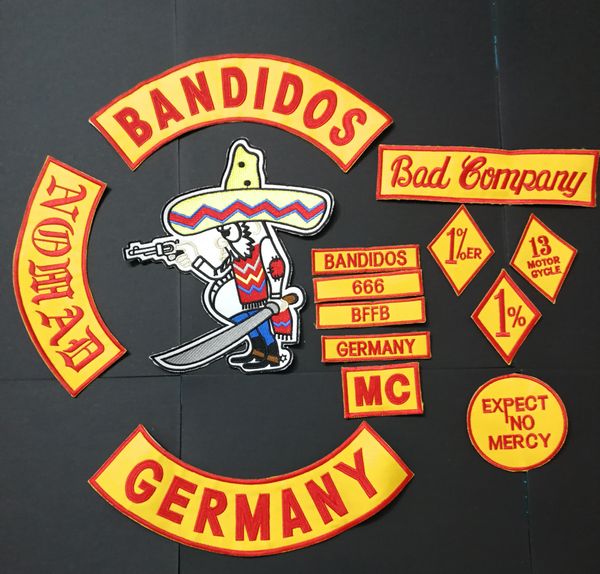 BANDIDOS
NOMAD
Bad Company
1%ER
13
MOTOR
CYCLE
1%
BANDIDOS
666
BFFB
GERMANY
MC
EXPECT
NO
MERCY
GERMANY